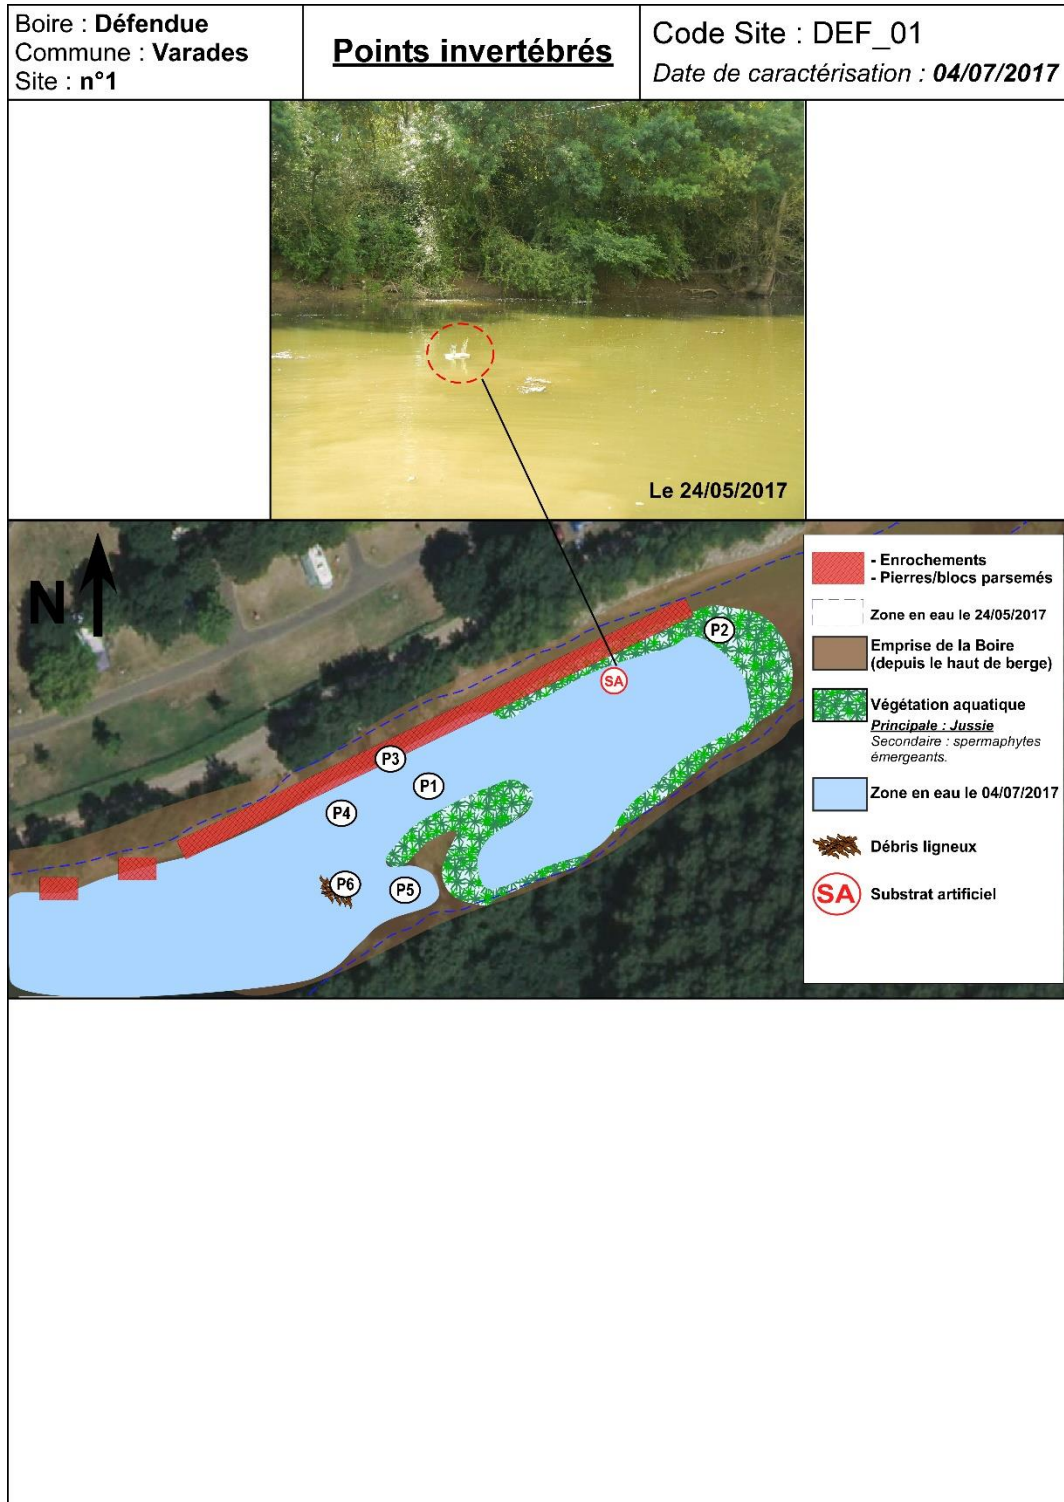 Boire : Défendue
Commune : Varades
Site : n°1
Points invertébrés
Code Site : DEF_01
Date de caractérisation : 04/07/2017
Le 24/05/2017
N
P2
SA
P3
P1
P4
P6
P5
- Enrochements
- Pierres/blocs parsemés
Zone en eau le 24/05/2017
Emprise de la Boire
(depuis le haut de berge)
Végétation aquatique
Principale : Jussie
Secondaire : spermaphytes
émergeants.
Zone en eau le 04/07/2017
Débris ligneux
SA
Substrat artificiel